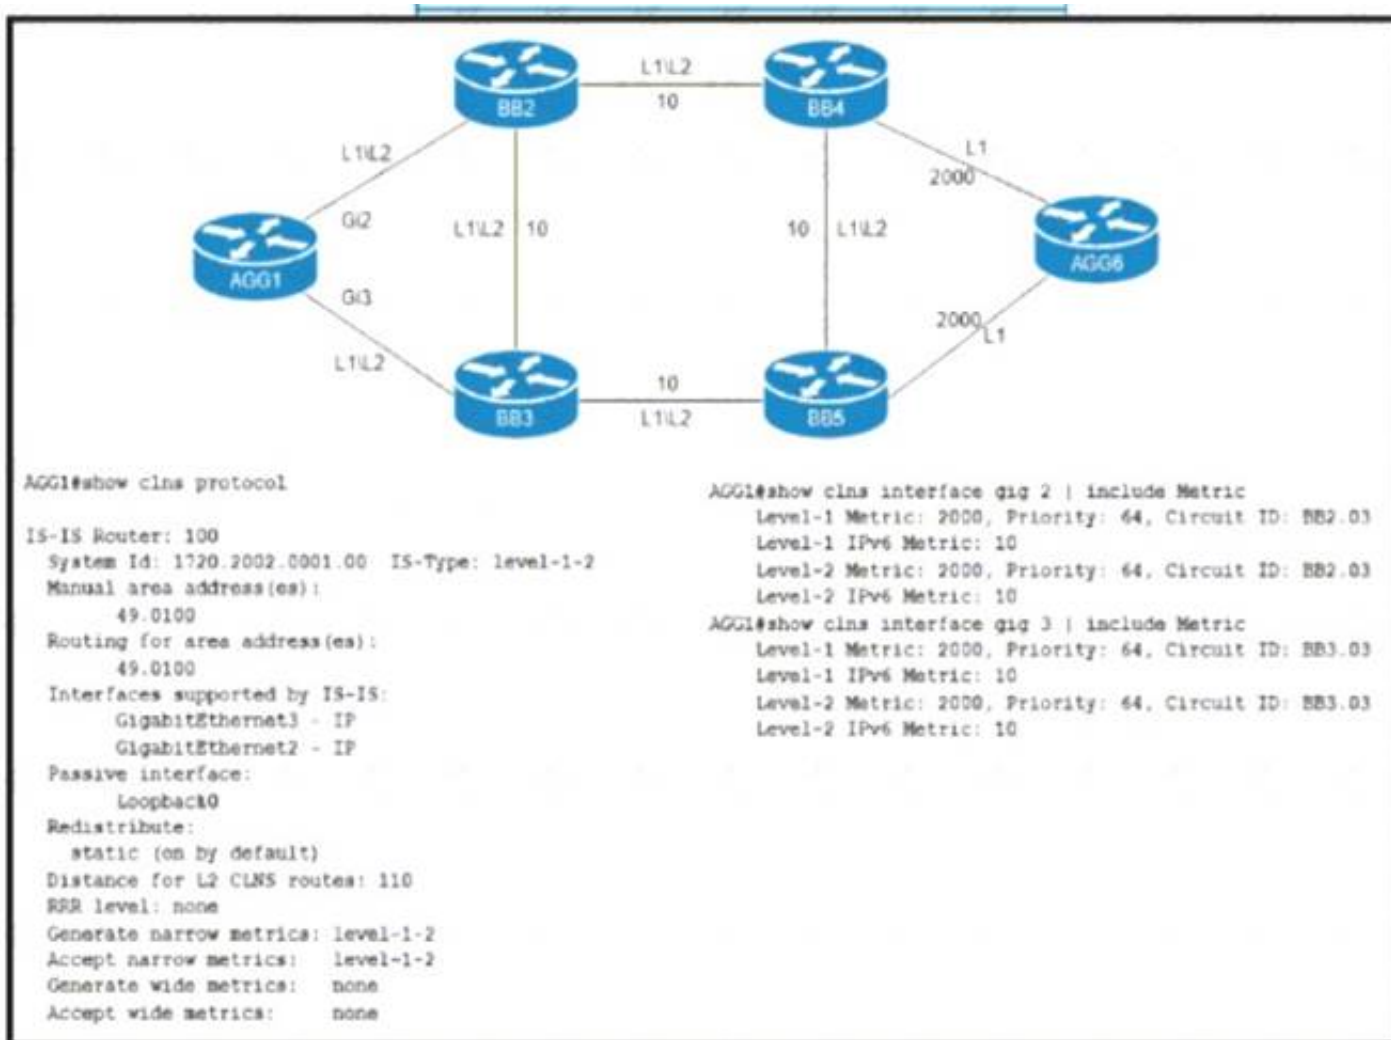 BB2
L1\L2
10
BB4
L1\L2
L1
2000
Gi2
L1\L2
10
10
L1\L2
AGG1
AGG6
Gi3
2000
L1
L1\L2
10
BB3
L1\L2
BB5
AGG1#show clns protocol
IS-IS Router: 100
System Id: 1720.2002.0001.00 IS-Type: level-1-2
Manual area address(es):
49.0100
Routing for area address(es):
49.0100
Interfaces supported by IS-IS:
GigabitEthernet3 - IP
GigabitEthernet2 - IP
Passive interface:
Loopback0
Redistribute:
static (on by default)
Distance for L2 CLNS routes: 110
RRR level: none
Generate narrow metrics: level-1-2
Accept narrow metrics: level-1-2
Generate wide metrics: none
Accept wide metrics: none
AGG1#show clns interface gig 2 | include Metric
Level-1 Metric: 2000, Priority: 64, Circuit ID: BB2.03
Level-1 IPv6 Metric: 10
Level-2 Metric: 2000, Priority: 64, Circuit ID: BB2.03
Level-2 IPv6 Metric: 10
AGG1#show clns interface gig 3 | include Metric
Level-1 Metric: 2000, Priority: 64, Circuit ID: BB3.03
Level-1 IPv6 Metric: 10
Level-2 Metric: 2000, Priority: 64, Circuit ID: BB3.03
Level-2 IPv6 Metric: 10